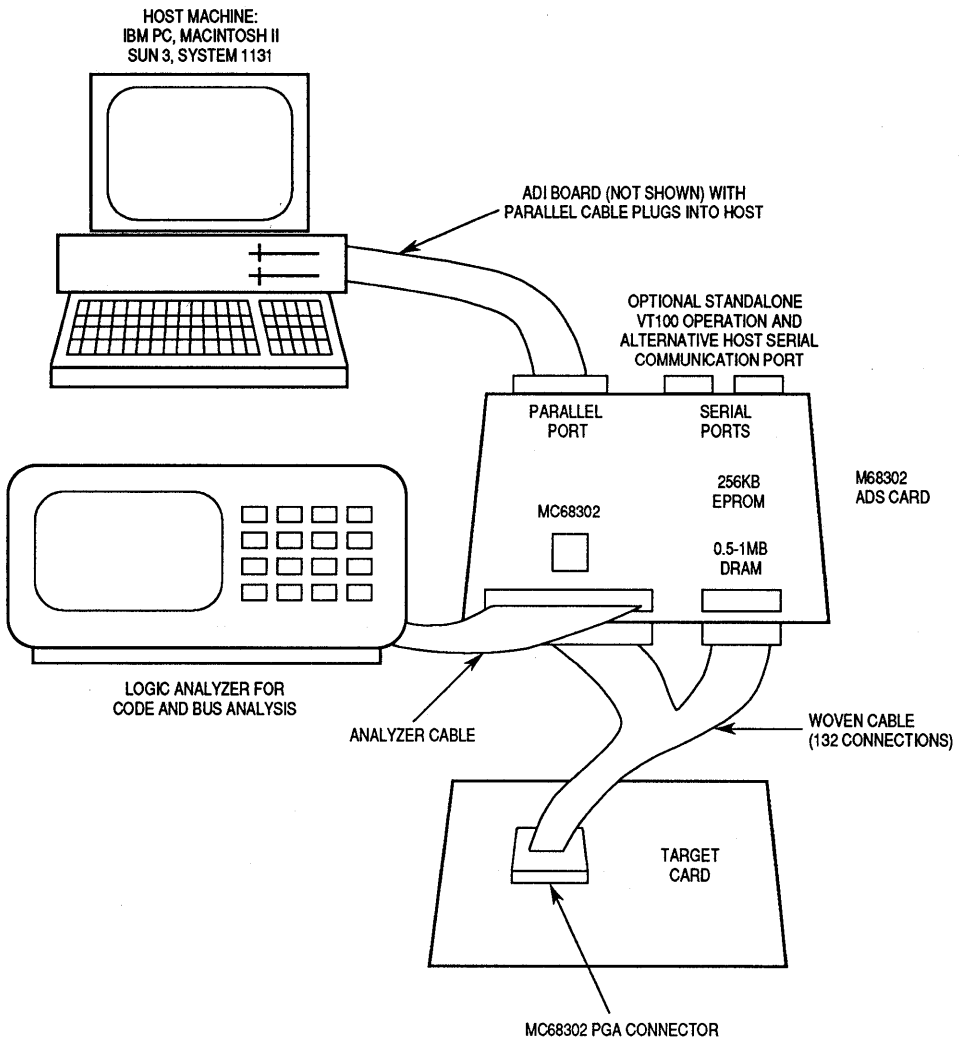 HOST MACHINE:
IBM PC, MACINTOSH II
SUN 3, SYSTEM 1131
ADI BOARD (NOT SHOWN) WITH
PARALLEL CABLE PLUGS INTO HOST
OPTIONAL STANDALONE
VT100 OPERATION AND
ALTERNATIVE HOST SERIAL
COMMUNICATION PORT
PARALLEL
PORT
SERIAL
PORTS
M68302
ADS CARD
256KB
EPROM
MC68302
0.5-1MB
DRAM
LOGIC ANALYZER FOR
CODE AND BUS ANALYSIS
ANALYZER CABLE
WOVEN CABLE
(132 CONNECTIONS)
TARGET
CARD
MC68302 PGA CONNECTOR